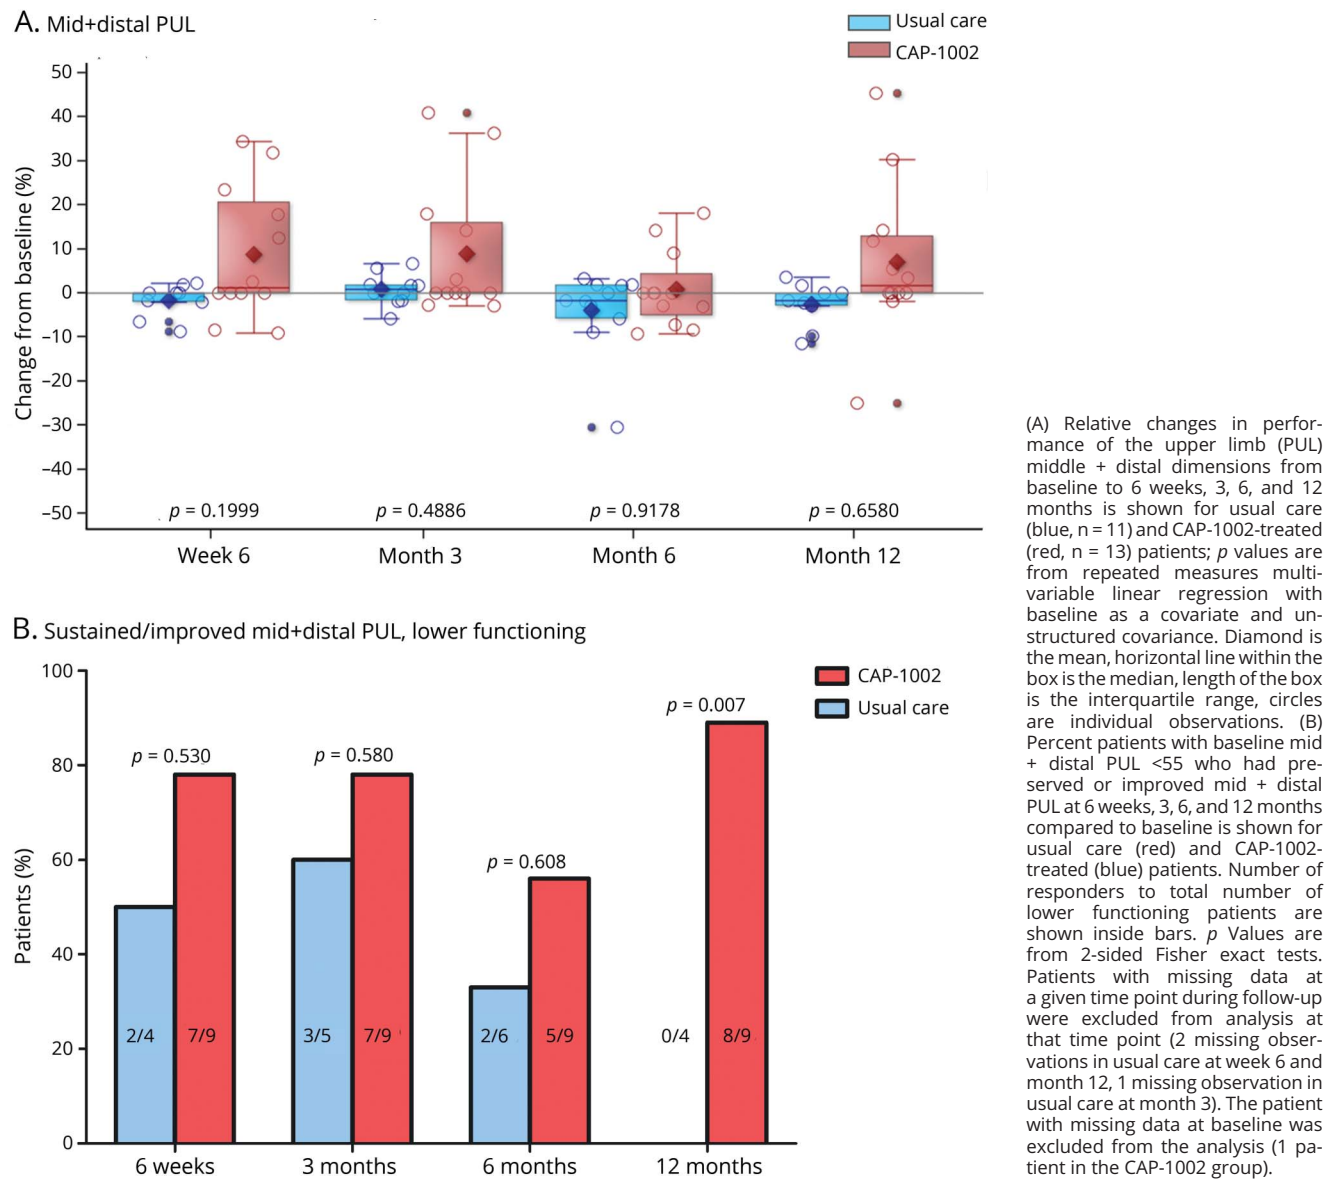 A. Mid+distal PUL
Usual care
CAP-1002
Change from baseline (%)
50
40
30
20
10
0
–10
–20
–30
–40
–50
p = 0.1999
p = 0.4886
p = 0.9178
p = 0.6580
Week 6
Month 3
Month 6
Month 12
B. Sustained/improved mid+distal PUL, lower functioning
CAP-1002
Usual care
Patients (%)
100
80
60
40
20
0
p = 0.530
p = 0.580
p = 0.608
p = 0.007
2/4
7/9
3/5
7/9
2/6
5/9
0/4
8/9
6 weeks
3 months
6 months
12 months
(A) Relative changes in perfor-
mance of the upper limb (PUL)
middle + distal dimensions from
baseline to 6 weeks, 3, 6, and 12
months is shown for usual care
(blue, n = 11) and CAP-1002-treated
(red, n = 13) patients; p values are
from repeated measures multi-
variable linear regression with
baseline as a covariate and un-
structured covariance. Diamond is
the mean, horizontal line within the
box is the median, length of the box
is the interquartile range, circles
are individual observations. (B)
Percent patients with baseline mid
+ distal PUL <55 who had pre-
served or improved mid + distal
PUL at 6 weeks, 3, 6, and 12 months
compared to baseline is shown for
usual care (red) and CAP-1002-
treated (blue) patients. Number of
responders to total number of
lower functioning patients are
shown inside bars. p Values are
from 2-sided Fisher exact tests.
Patients with missing data at
a given time point during follow-up
were excluded from analysis at
that time point (2 missing obser-
vations in usual care at week 6 and
month 12, 1 missing observation in
usual care at month 3). The patient
with missing data at baseline was
excluded from the analysis (1 pa-
tient in the CAP-1002 group).